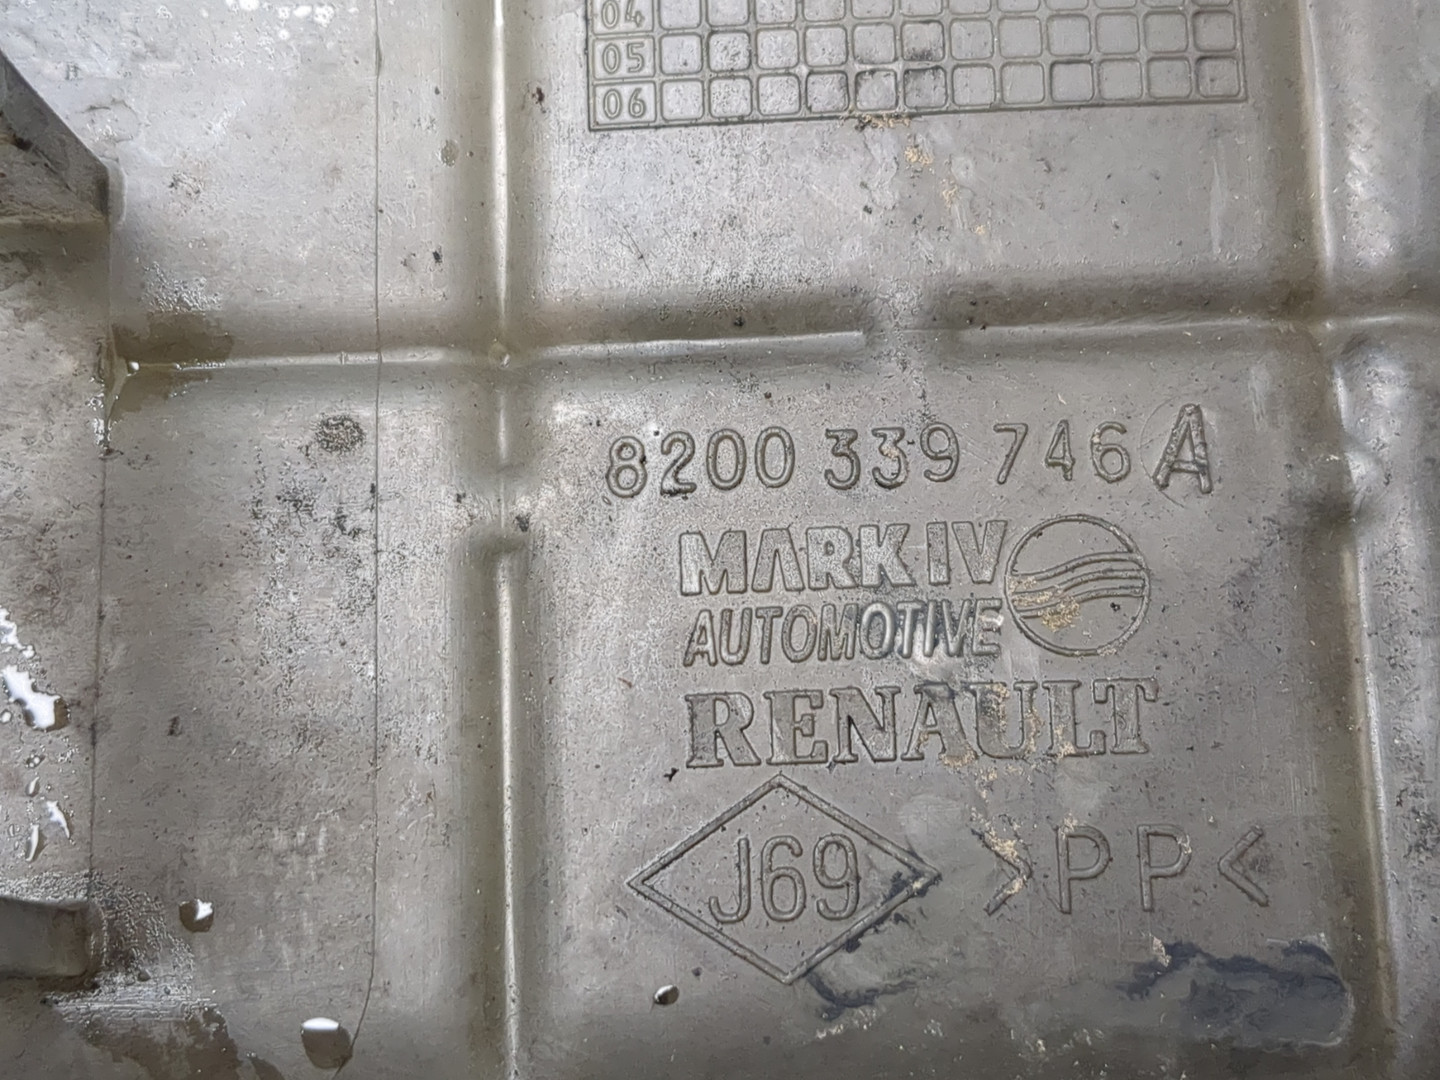 04
05
06
8200 339 746 A
MARK IV
AUTOMOTIVE
RENAULT
J69 >PP<